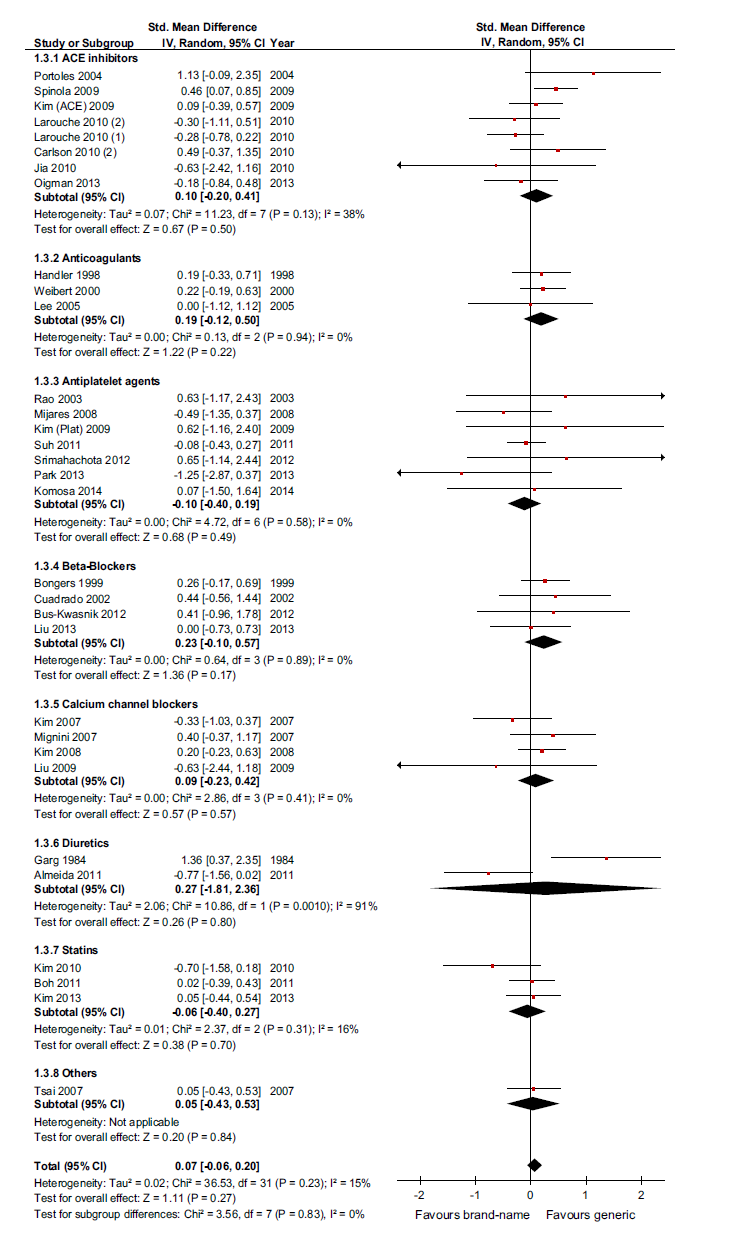 Std. Mean Difference Std. Mean Difference
Study or Subgroup IV, Random, 95% CI Year IV, Random, 95% CI
1.3.1 ACE inhibitors
Portoles 2004 1.13 [-0.09, 2.35] 2004
Spinola 2009 0.46 [0.07, 0.85] 2009
Kim (ACE) 2009 0.09 [-0.39, 0.57] 2009
Larouche 2010 (2) -0.30 [-1.11, 0.51] 2010
Larouche 2010 (1) -0.28 [-0.78, 0.22] 2010
Carlson 2010 (2) 0.49 [-0.37, 1.35] 2010
Jia 2010 -0.63 [-2.42, 1.16] 2010
Oigman 2013 -0.18 [-0.84, 0.48] 2013
Subtotal (95% CI) 0.10 [-0.20, 0.41]
Heterogeneity: Tau² = 0.07; Chi² = 11.23, df = 7 (P = 0.13); I² = 38%
Test for overall effect: Z = 0.67 (P = 0.50)
1.3.2 Anticoagulants
Handler 1998 0.19 [-0.33, 0.71] 1998
Weibert 2000 0.22 [-0.19, 0.63] 2000
Lee 2005 0.00 [-1.12, 1.12] 2005
Subtotal (95% CI) 0.19 [-0.12, 0.50]
Heterogeneity: Tau² = 0.00; Chi² = 0.13, df = 2 (P = 0.94); I² = 0%
Test for overall effect: Z = 1.22 (P = 0.22)
1.3.3 Antiplatelet agents
Rao 2003 0.63 [-1.17, 2.43] 2003
Mijares 2008 -0.49 [-1.35, 0.37] 2008
Kim (Plat) 2009 0.62 [-1.16, 2.40] 2009
Suh 2011 -0.08 [-0.43, 0.27] 2011
Srimahachota 2012 0.65 [-1.14, 2.44] 2012
Park 2013 -1.25 [-2.87, 0.37] 2013
Komosa 2014 0.07 [-1.50, 1.64] 2014
Subtotal (95% CI) -0.10 [-0.40, 0.19]
Heterogeneity: Tau² = 0.00; Chi² = 4.72, df = 6 (P = 0.58); I² = 0%
Test for overall effect: Z = 0.68 (P = 0.49)
1.3.4 Beta-Blockers
Bongers 1999 0.26 [-0.17, 0.69] 1999
Cuadrado 2002 0.44 [-0.56, 1.44] 2002
Bus-Kwasnik 2012 0.41 [-0.96, 1.78] 2012
Liu 2013 0.00 [-0.73, 0.73] 2013
Subtotal (95% CI) 0.23 [-0.10, 0.57]
Heterogeneity: Tau² = 0.00; Chi² = 0.64, df = 3 (P = 0.89); I² = 0%
Test for overall effect: Z = 1.36 (P = 0.17)
1.3.5 Calcium channel blockers
Kim 2007 -0.33 [-1.03, 0.37] 2007
Mignini 2007 0.40 [-0.37, 1.17] 2007
Kim 2008 0.20 [-0.23, 0.63] 2008
Liu 2009 -0.63 [-2.44, 1.18] 2009
Subtotal (95% CI) 0.09 [-0.23, 0.42]
Heterogeneity: Tau² = 0.00; Chi² = 2.86, df = 3 (P = 0.41); I² = 0%
Test for overall effect: Z = 0.57 (P = 0.57)
1.3.6 Diuretics
Garg 1984 1.36 [0.37, 2.35] 1984
Almeida 2011 -0.77 [-1.56, 0.02] 2011
Subtotal (95% CI) 0.27 [-1.81, 2.36]
Heterogeneity: Tau² = 2.06; Chi² = 10.86, df = 1 (P = 0.0010); I² = 91%
Test for overall effect: Z = 0.26 (P = 0.80)
1.3.7 Statins
Kim 2010 -0.70 [-1.58, 0.18] 2010
Boh 2011 0.02 [-0.39, 0.43] 2011
Kim 2013 0.05 [-0.44, 0.54] 2013
Subtotal (95% CI) -0.06 [-0.40, 0.27]
Heterogeneity: Tau² = 0.01; Chi² = 2.37, df = 2 (P = 0.31); I² = 16%
Test for overall effect: Z = 0.38 (P = 0.70)
1.3.8 Others
Tsai 2007 0.05 [-0.43, 0.53] 2007
Subtotal (95% CI) 0.05 [-0.43, 0.53]
Heterogeneity: Not applicable
Test for overall effect: Z = 0.20 (P = 0.84)
Total (95% CI) 0.07 [-0.06, 0.20]
Heterogeneity: Tau² = 0.02; Chi² = 36.53, df = 31 (P = 0.23); I² = 15%
Test for overall effect: Z = 1.11 (P = 0.27)
Test for subgroup differences: Chi² = 3.56, df = 7 (P = 0.83), I² = 0%
-2 -1 0 1 2
Favours brand-name Favours generic